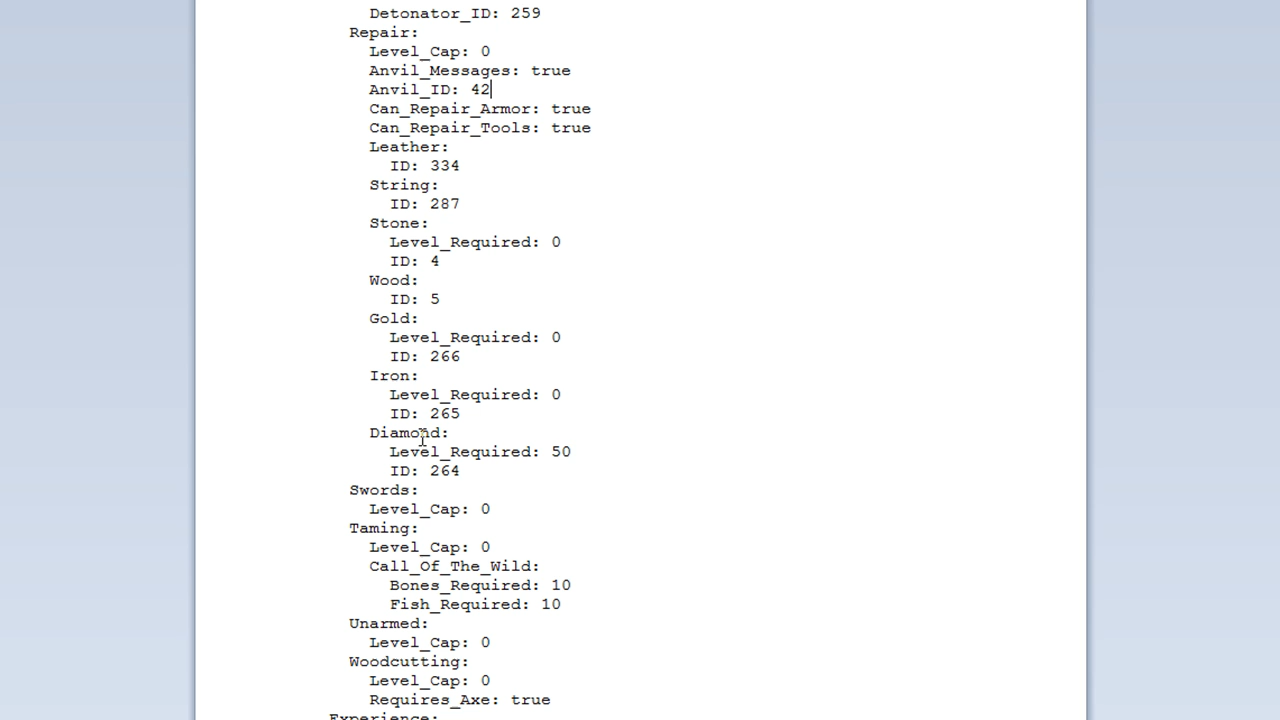 Detonator_ID: 259
Repair:
Level_Cap: 0
Anvil_Messages: true
Anvil_ID: 42
Can_Repair_Armor: true
Can_Repair_Tools: true
Leather:
ID: 334
String:
ID: 287
Stone:
Level_Required: 0
ID: 4
Wood:
ID: 5
Gold:
Level_Required: 0
ID: 266
Iron:
Level_Required: 0
ID: 265
Diamond:
Level_Required: 50
ID: 264
Swords:
Level_Cap: 0
Taming:
Level_Cap: 0
Call_Of_The_Wild:
Bones_Required: 10
Fish_Required: 10
Unarmed:
Level_Cap: 0
Woodcutting:
Level_Cap: 0
Requires_Axe: true
Experience: